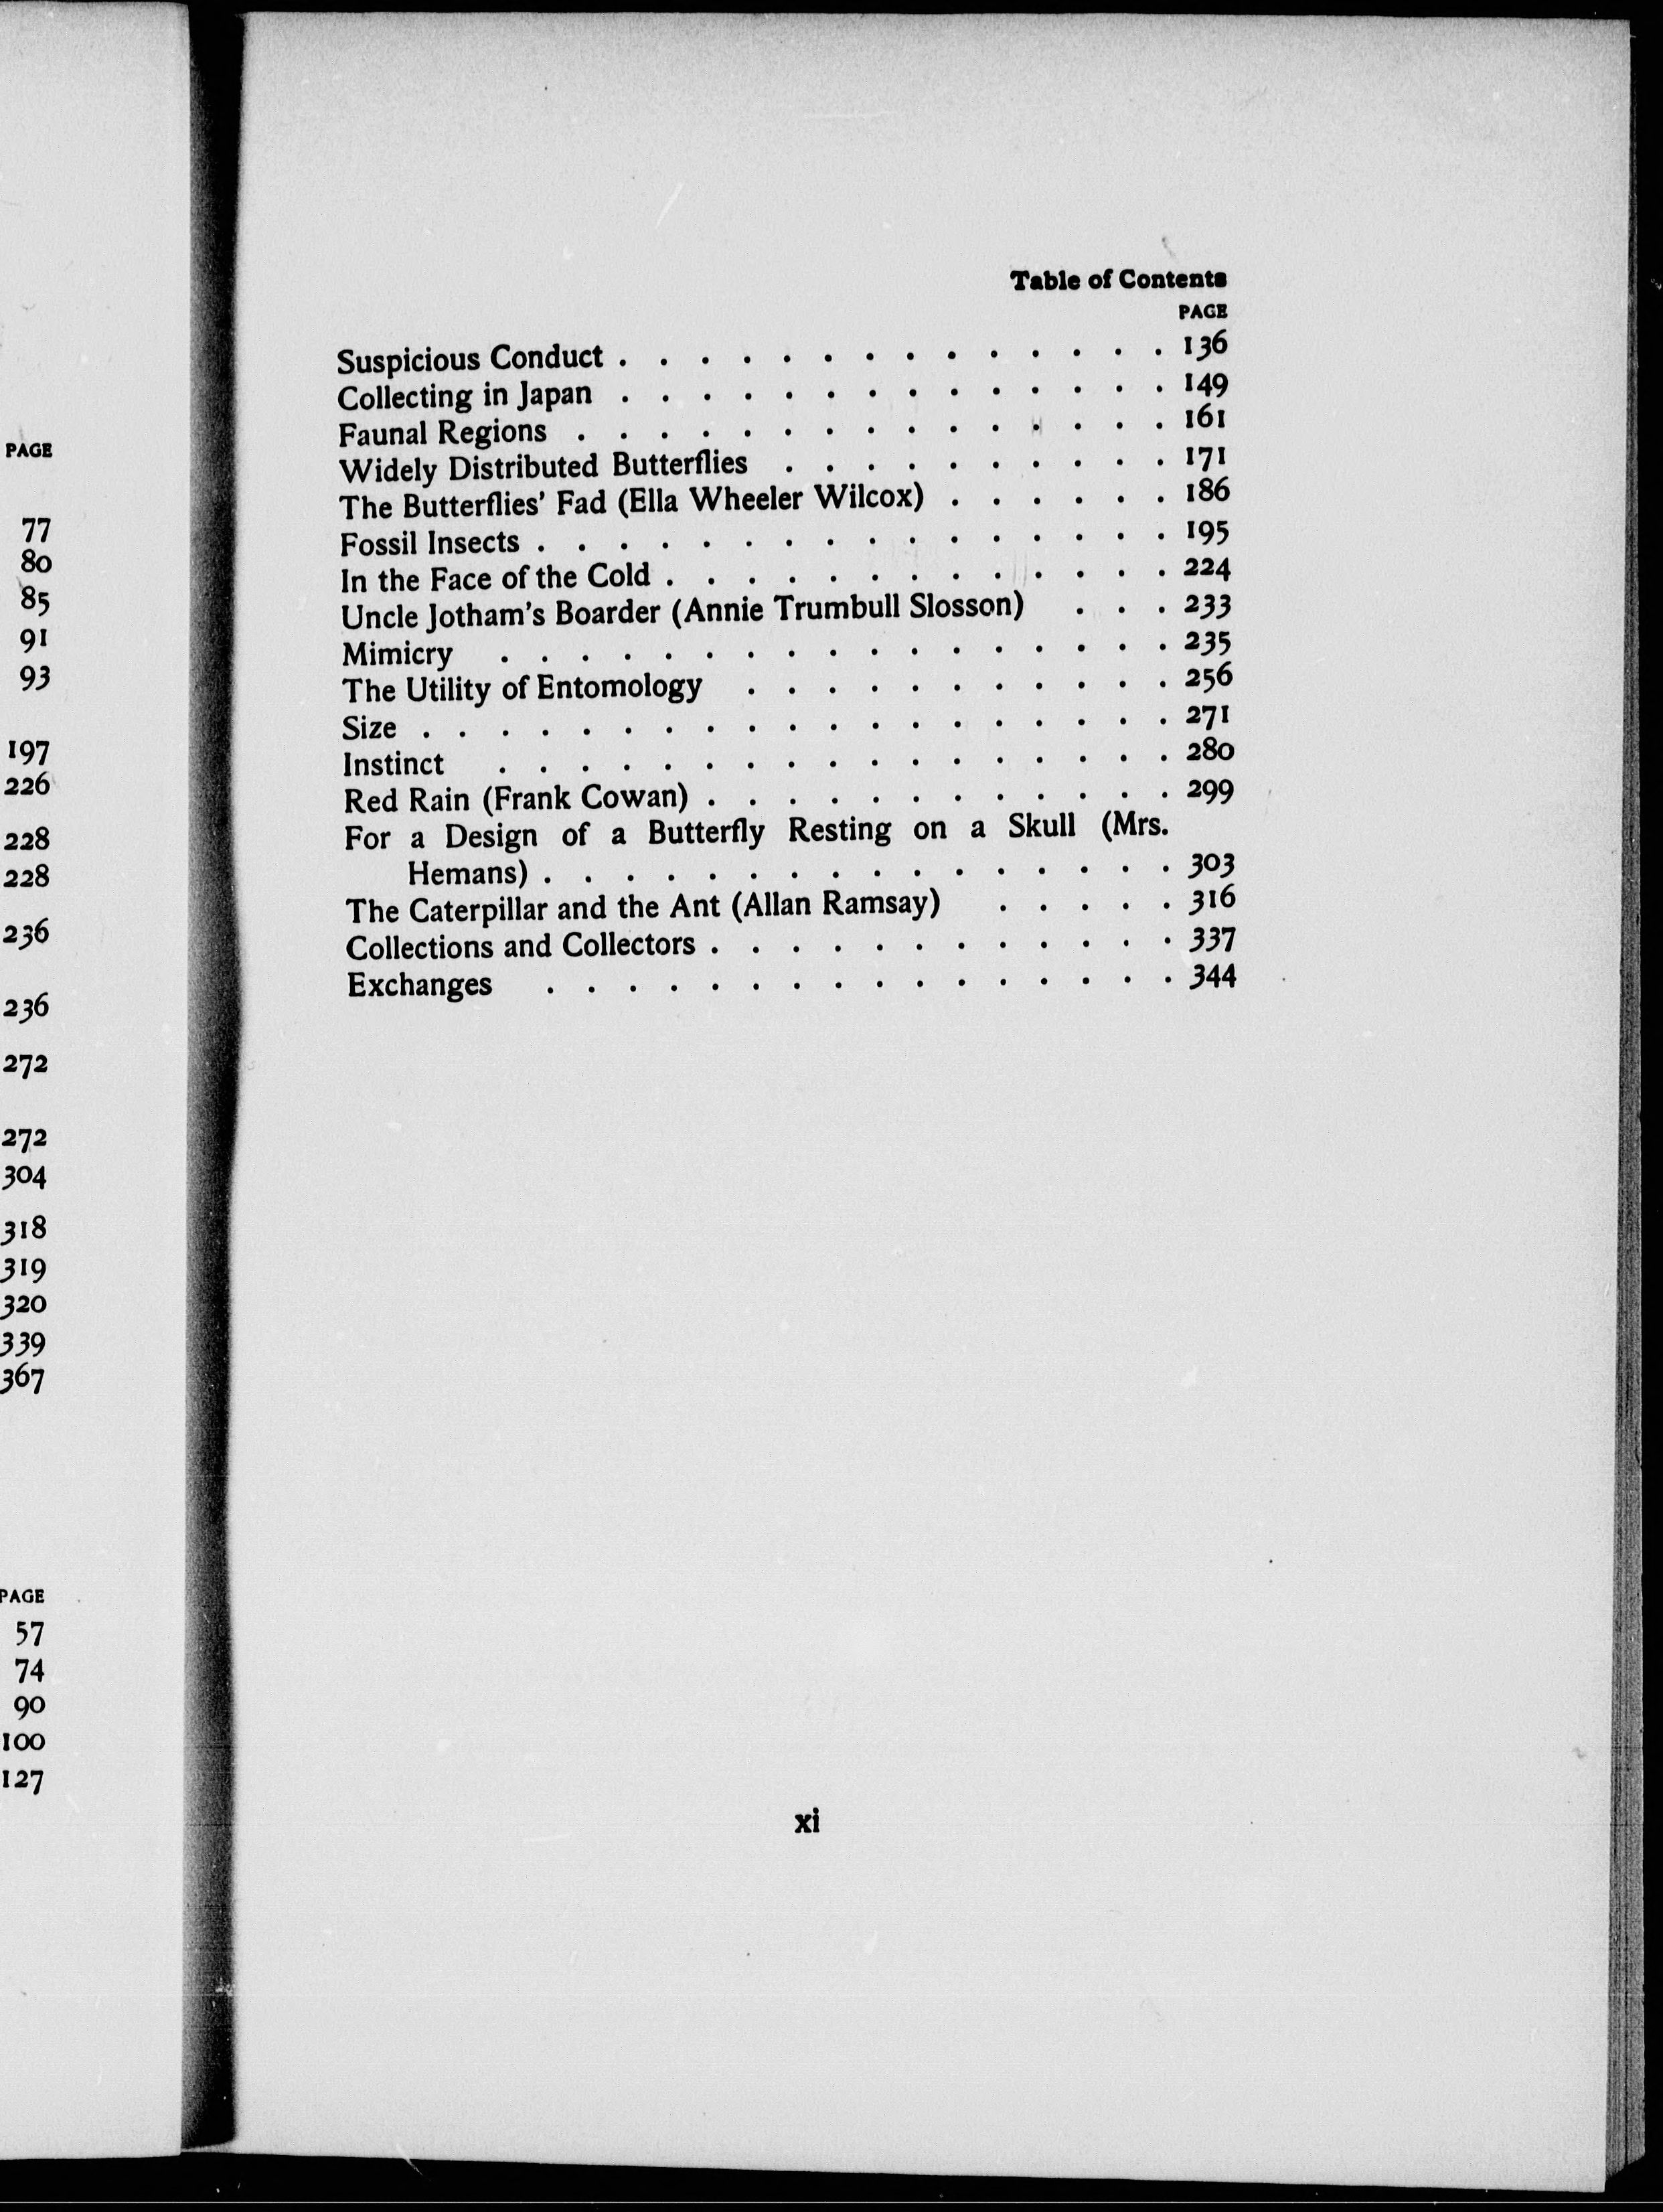 PAGE
77
80
85
91
93
197
226
228
228
236
236
272
272
304
318
319
320
339
367
PAGE
57
74
90
100
127
Table of Contents
PAGE
Suspicious Conduct . . . . . . . . . . . . . . 136
Collecting in Japan . . . . . . . . . . . . . . 149
Faunal Regions . . . . . . . . . . . . . . . 161
Widely Distributed Butterflies . . . . . . . . . . 171
The Butterflies' Fad (Ella Wheeler Wilcox) . . . . . . 186
Fossil Insects . . . . . . . . . . . . . . . . 195
In the Face of the Cold . . . . . . . . . . . . . 224
Uncle Jotham's Boarder (Annie Trumbull Slosson) . . . 233
Mimicry . . . . . . . . . . . . . . . . . 235
The Utility of Entomology . . . . . . . . . . . 256
Size . . . . . . . . . . . . . . . . . . . 271
Instinct . . . . . . . . . . . . . . . . . 280
Red Rain (Frank Cowan) . . . . . . . . . . . . 299
For a Design of a Butterfly Resting on a Skull (Mrs.
Hemans) . . . . . . . . . . . . . . . . 303
The Caterpillar and the Ant (Allan Ramsay) . . . . . 316
Collections and Collectors . . . . . . . . . . . . 337
Exchanges . . . . . . . . . . . . . . . . 344
xi